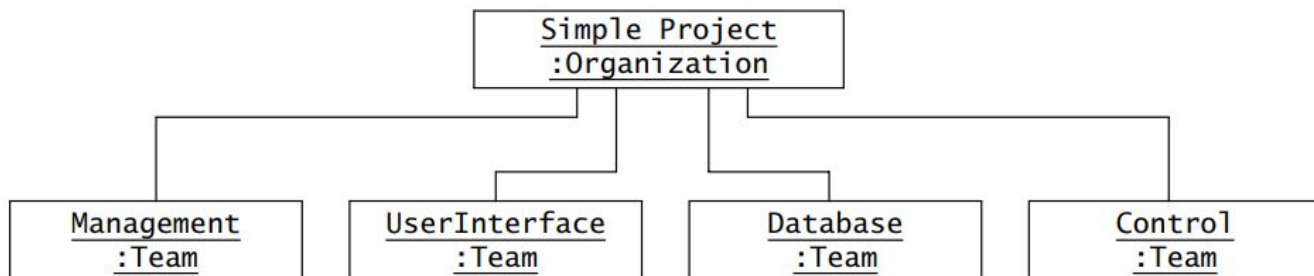 Simple Project
:Organization
Management
:Team
UserInterface
:Team
Database
:Team
Control
:Team